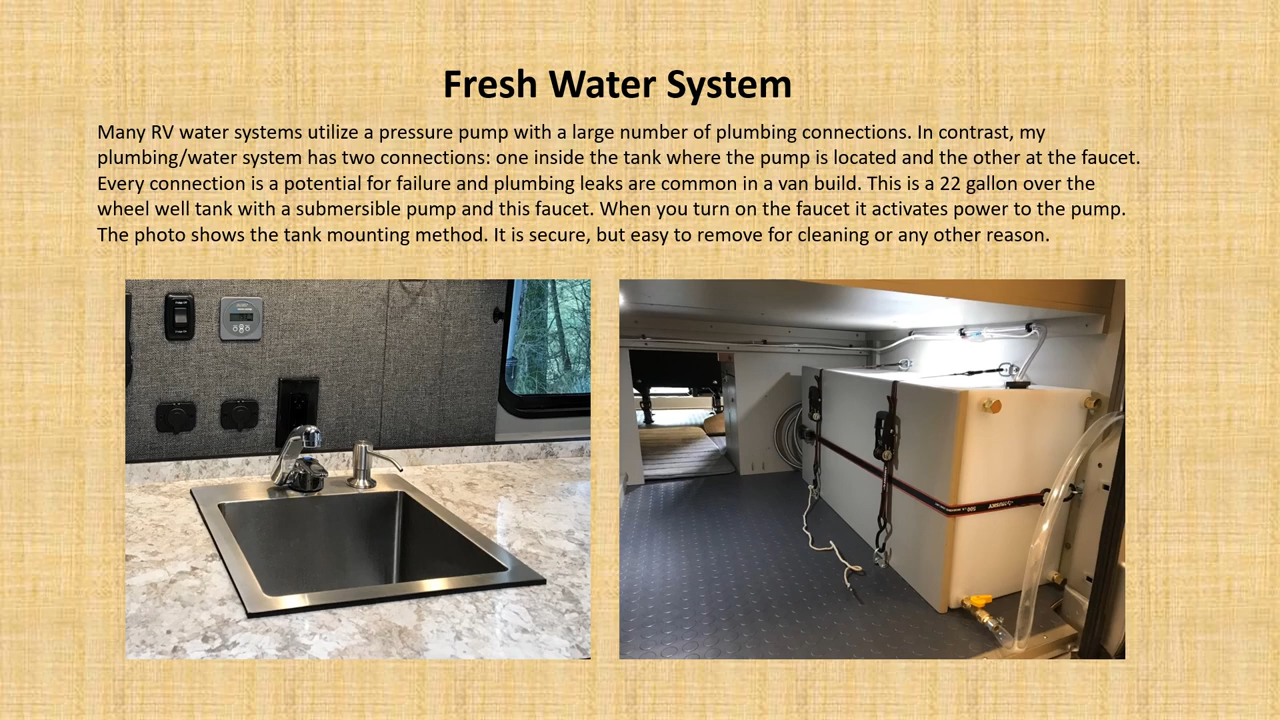 Fresh Water System
Many RV water systems utilize a pressure pump with a large number of plumbing connections. In contrast, my
plumbing/water system has two connections: one inside the tank where the pump is located and the other at the faucet.
Every connection is a potential for failure and plumbing leaks are common in a van build. This is a 22 gallon over the
wheel well tank with a submersible pump and this faucet. When you turn on the faucet it activates power to the pump.
The photo shows the tank mounting method. It is secure, but easy to remove for cleaning or any other reason.
HUSKY